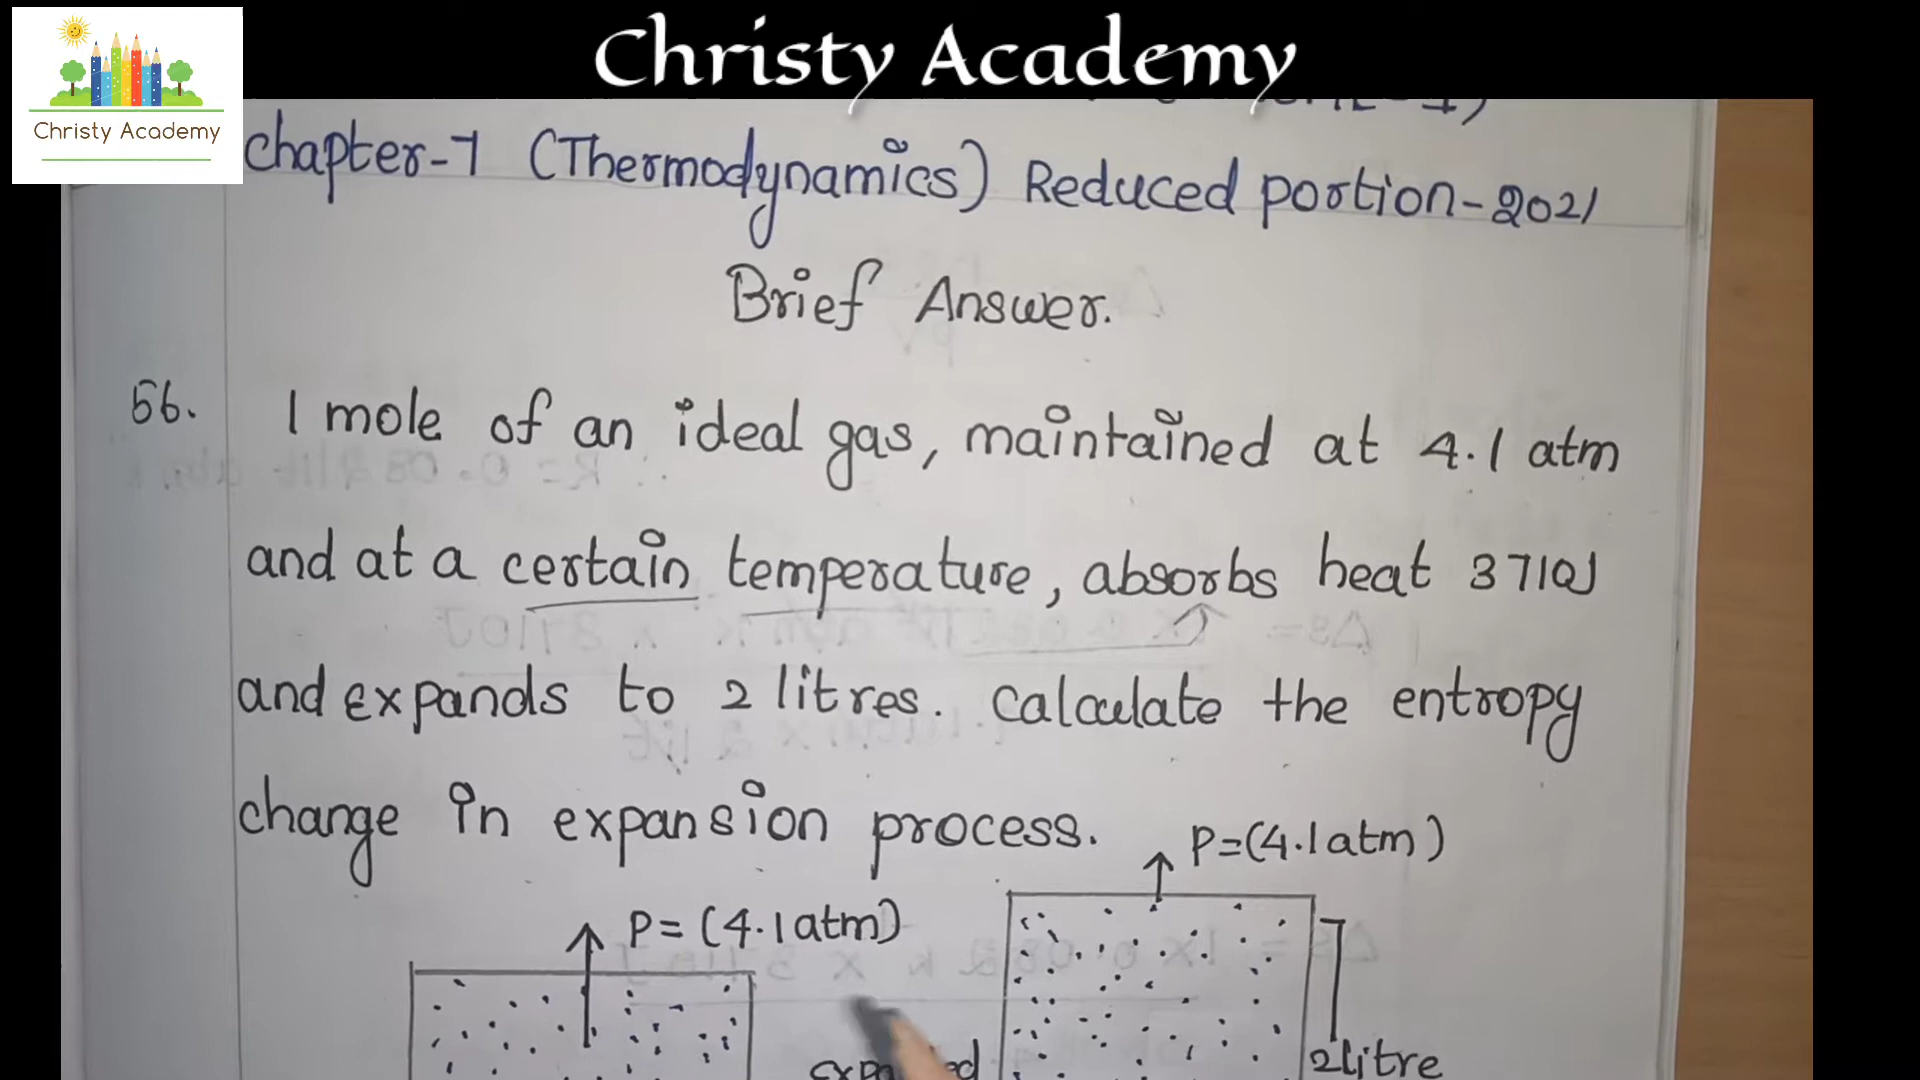 Christy Academy
Christy Academy
Chapter-7 (Thermodynamics) Reduced portion-2021
Brief Answer.
56. 1 mole of an ideal gas, maintained at 4.1 atm
and at a certain temperature, absorbs heat 3710J
and expands to 2 litres. Calculate the entropy
change in expansion process.
P=(4.1atm)
P=(4.1atm)
2litre